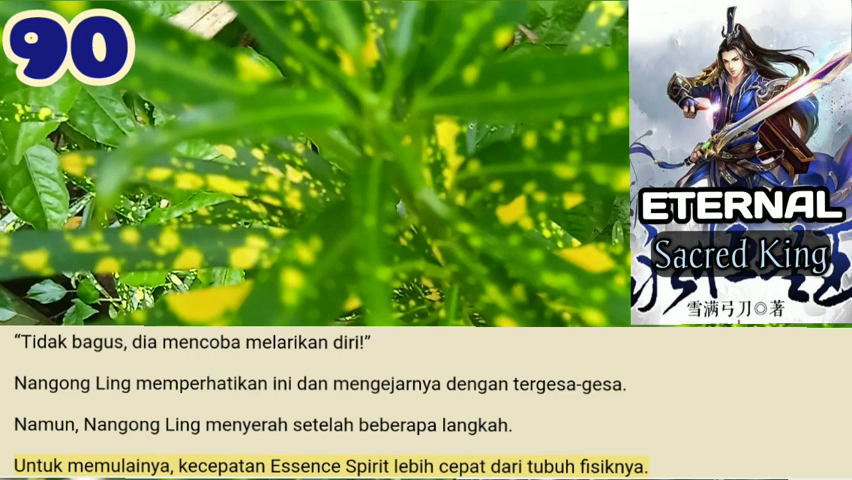 90
ETERNAL
Sacred King
雪满弓刀◎著
“Tidak bagus, dia mencoba melarikan diri!”
Nangong Ling memperhatikan ini dan mengejarnya dengan tergesa-gesa.
Namun, Nangong Ling menyerah setelah beberapa langkah.
Untuk memulainya, kecepatan Essence Spirit lebih cepat dari tubuh fisiknya.